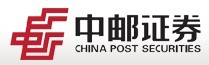 中邮证券
CHINA POST SECURITIES